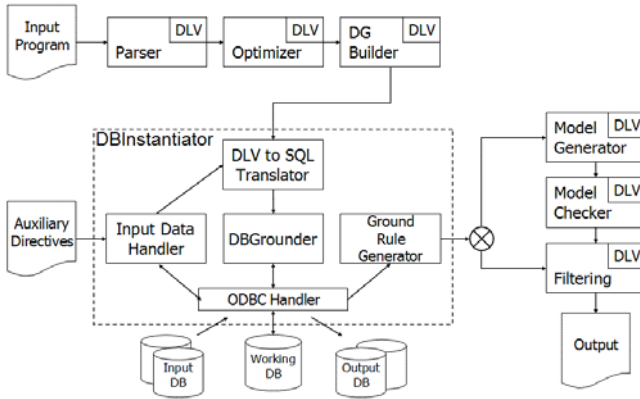 Input
Program
Parser
DLV
Optimizer
DLV
DG
Builder
DLV
DBInstantiator
DLV to SQL
Translator
Auxiliary
Directives
Input Data
Handler
DBGrounder
Ground
Rule
Generator
ODBC Handler
Input
DB
Working
DB
Output
DB
Model
Generator
DLV
Model
Checker
DLV
Filtering
DLV
Output